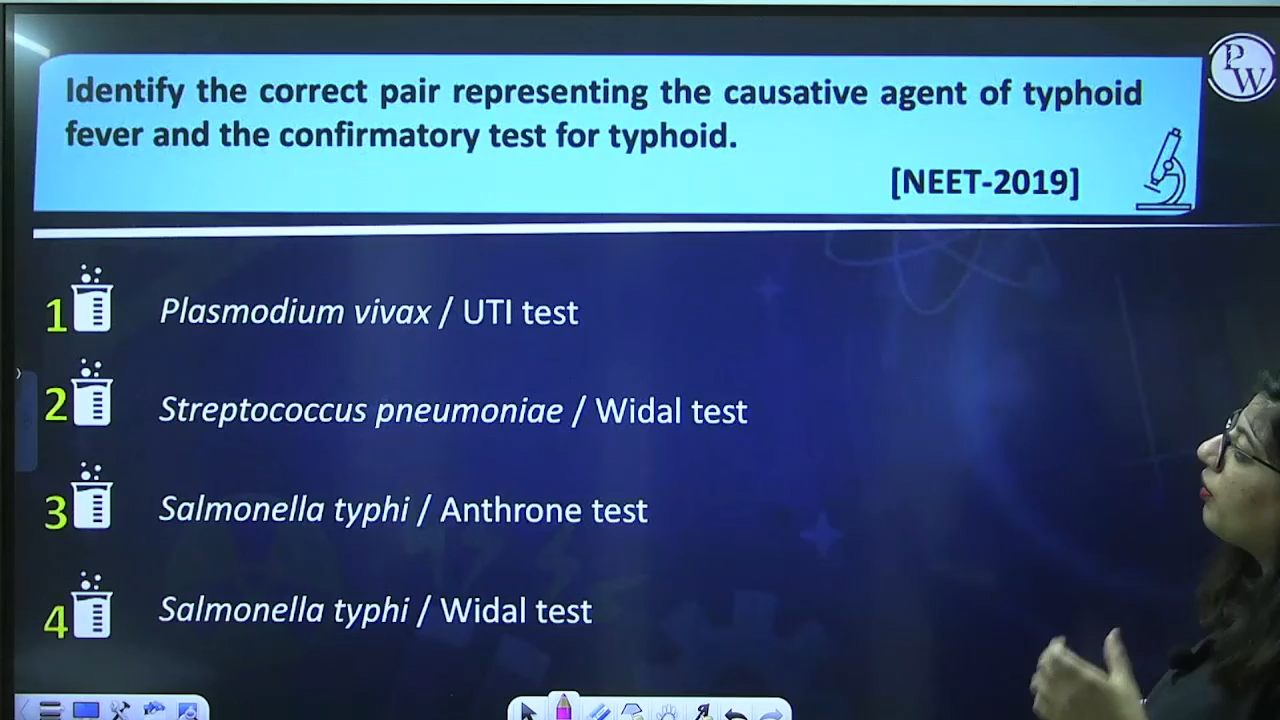 PW
Identify the correct pair representing the causative agent of typhoid
fever and the confirmatory test for typhoid.
[NEET-2019]
1 Plasmodium vivax / UTI test
2 Streptococcus pneumoniae / Widal test
3 Salmonella typhi / Anthrone test
4 Salmonella typhi / Widal test